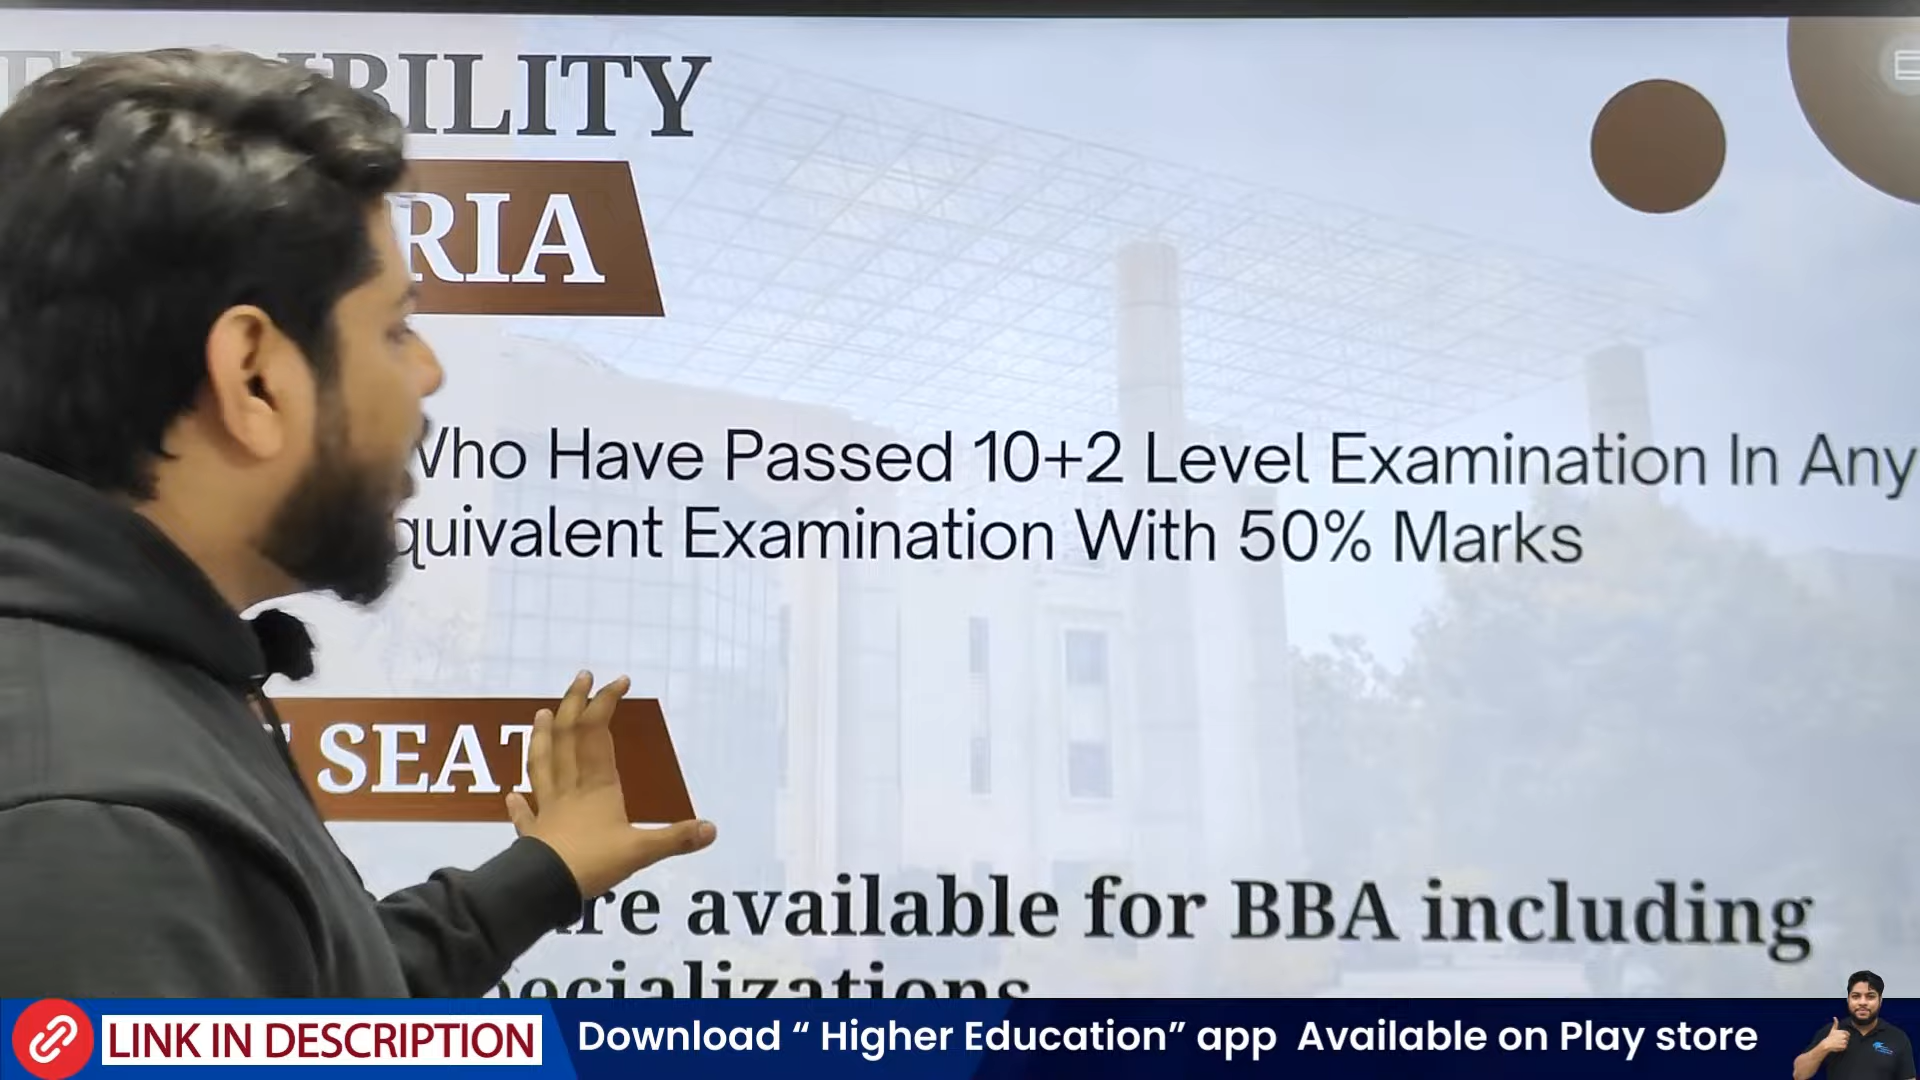 BILITY
RIA
Who Have Passed 10+2 Level Examination In Any
quivalent Examination With 50% Marks
SEAT
re available for BBA including
pecializations
LINK IN DESCRIPTION
Download “ Higher Education” app Available on Play store